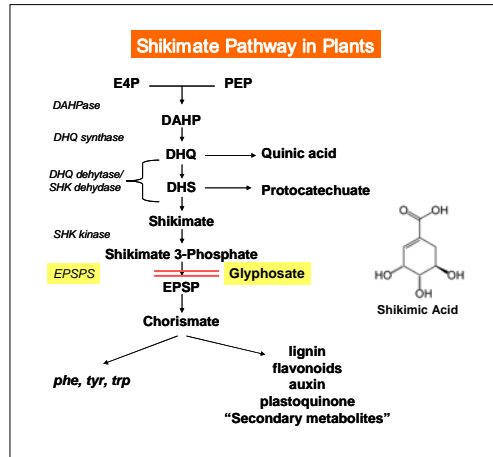 Shikimate Pathway in Plants
E4P PEP
DAHPase
DAHP
DHQ synthase
DHQ Quinic acid
DHQ dehytase/
SHK dehydase
DHS Protocatechuate
Shikimate
SHK kinase
Shikimate 3-Phosphate
EPSPS Glyphosate
EPSP
Chorismate
O OH
HO OH
OH
Shikimic Acid
phe, tyr, trp
lignin
flavonoids
auxin
plastoquinone
“Secondary metabolites”